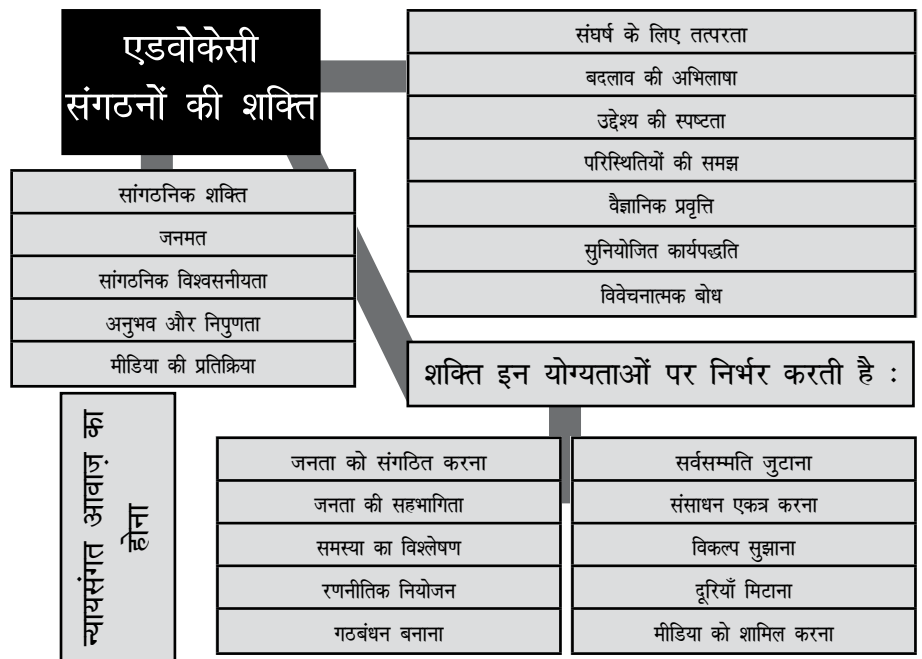 एडवोकेसी
संगठनों की शक्ति
संघर्ष के लिए तत्परता
बदलाव की अभिलाषा
उद्देश्य की स्पष्टता
परिस्थितियों की समझ
वैज्ञानिक प्रवृत्ति
सुनियोजित कार्यपद्धति
विवेचनात्मक बोध
सांगठनिक शक्ति
जनमत
सांगठनिक विश्वसनीयता
अनुभव और निपुणता
मीडिया की प्रतिक्रिया
न्यायसंगत आवाज़ का
होना
शक्ति इन योग्यताओं पर निर्भर करती है :
जनता को संगठित करना
जनता की सहभागिता
समस्या का विश्लेषण
रणनीतिक नियोजन
गठबंधन बनाना
सर्वसम्मति जुटाना
संसाधन एकत्र करना
विकल्प सुझाना
दूरियाँ मिटाना
मीडिया को शामिल करना